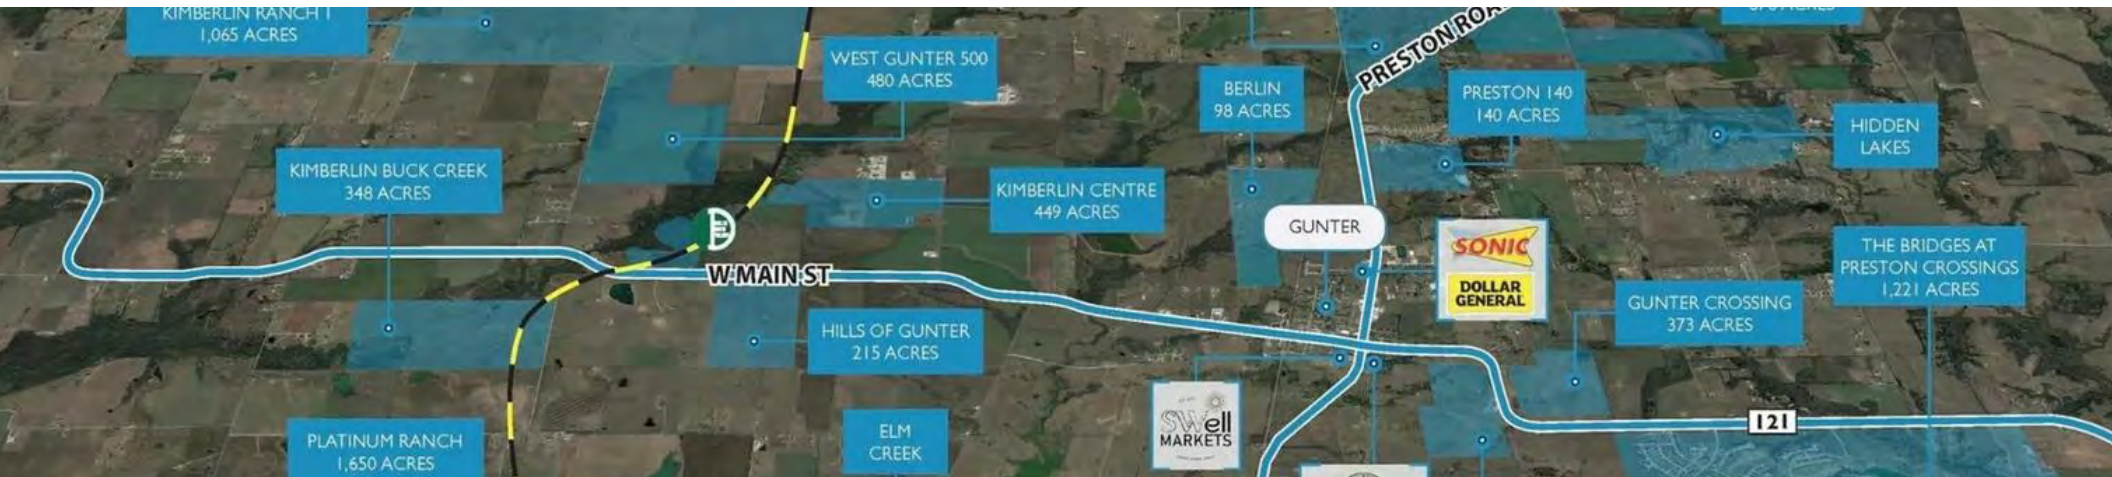 KIMBERLIN RANCH 1
1,065 ACRES
WEST GUNTER 500
480 ACRES
PRESTON ROA
BERLIN
98 ACRES
PRESTON 140
140 ACRES
HIDDEN
LAKES
KIMBERLIN BUCK CREEK
348 ACRES
KIMBERLIN CENTRE
449 ACRES
GUNTER
SONIC
DOLLAR
GENERAL
THE BRIDGES AT
PRESTON CROSSINGS
1,221 ACRES
W MAIN ST
GUNTER CROSSING
373 ACRES
HILLS OF GUNTER
215 ACRES
SWell
MARKETS
121
PLATINUM RANCH
1,650 ACRES
ELM
CREEK